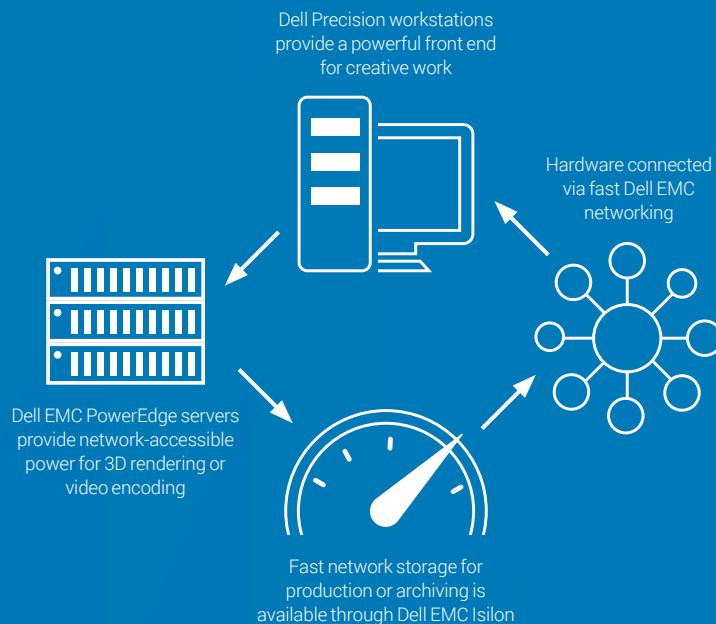 Dell Precision workstations
provide a powerful front end
for creative work
Hardware connected
via fast Dell EMC
networking
Dell EMC PowerEdge servers
provide network-accessible
power for 3D rendering or
video encoding
Fast network storage for
production or archiving is
available through Dell EMC Isilon